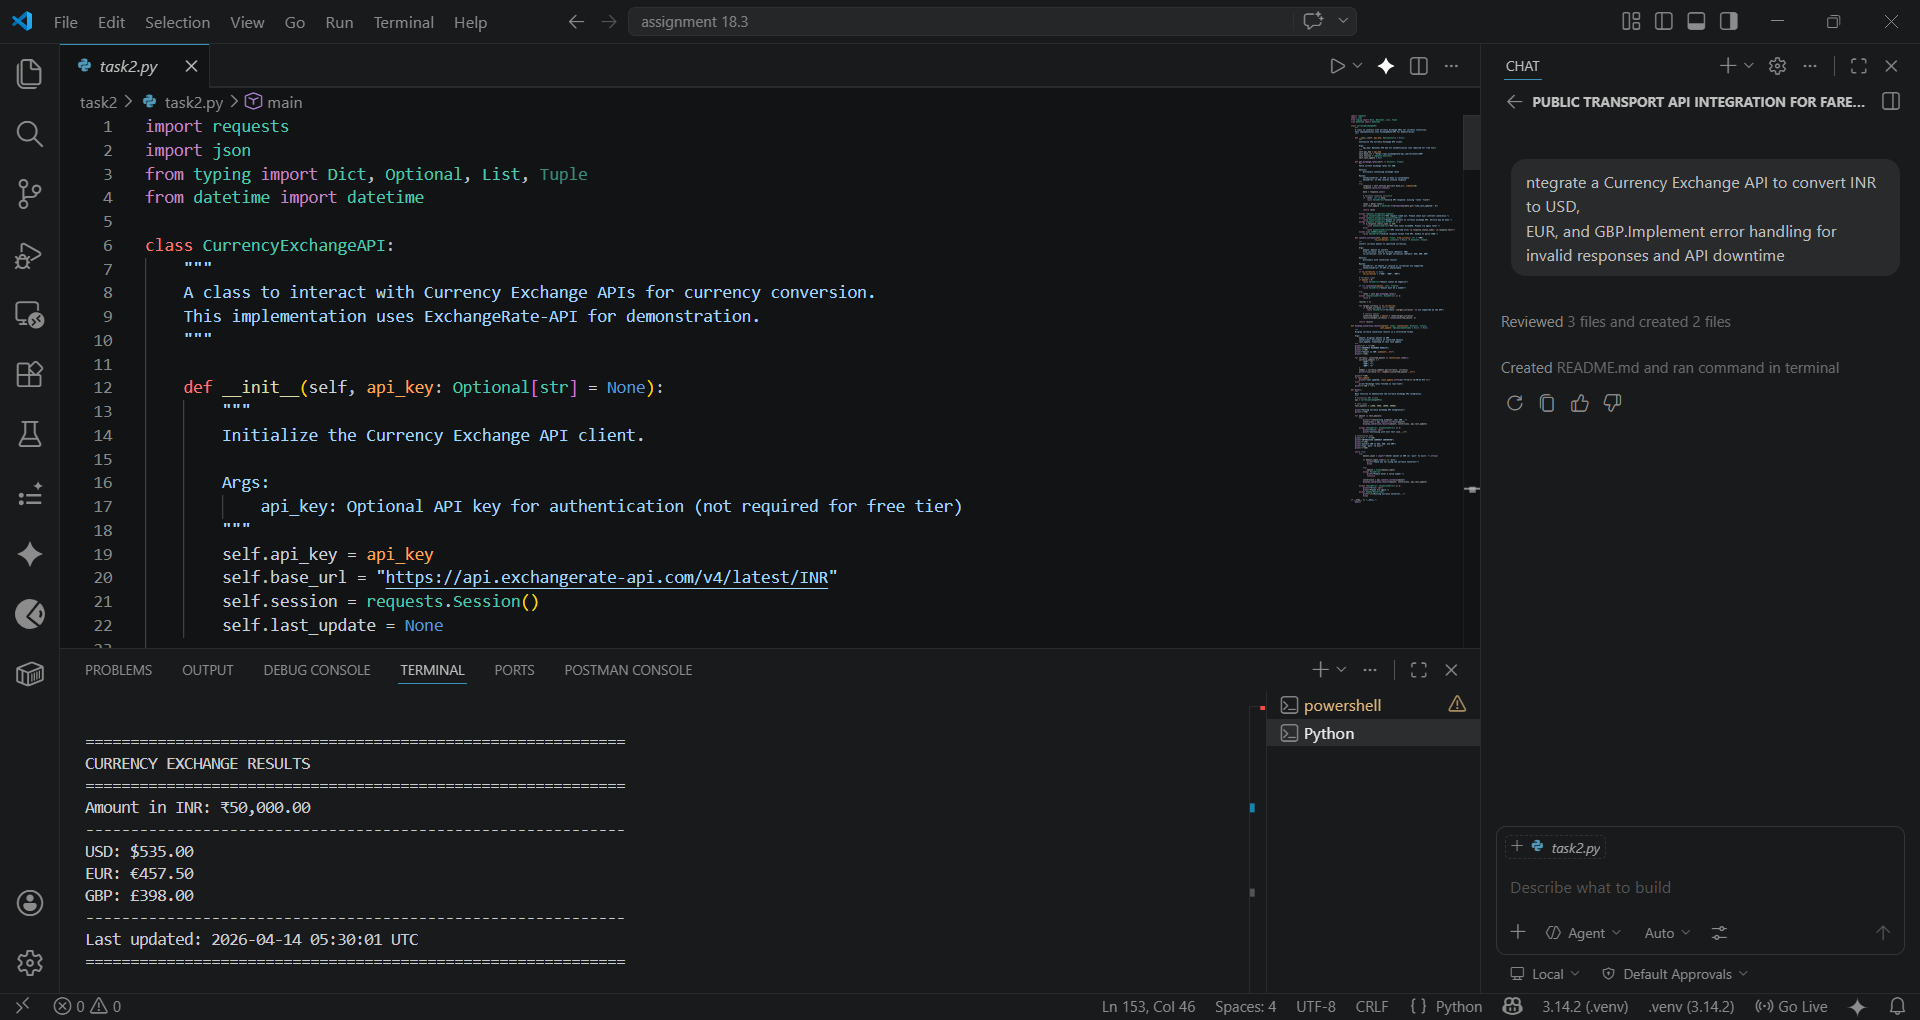 File Edit Selection View Go Run Terminal Help
assignment 18.3
task2.py
task2 > task2.py > main
1 import requests
2 import json
3 from typing import Dict, Optional, List, Tuple
4 from datetime import datetime
5
6 class CurrencyExchangeAPI:
7 """
8 A class to interact with Currency Exchange APIs for currency conversion.
9 This implementation uses ExchangeRate-API for demonstration.
10 """
11
12 def __init__(self, api_key: Optional[str] = None):
13 """
14 Initialize the Currency Exchange API client.
15
16 Args:
17 api_key: Optional API key for authentication (not required for free tier)
18 """
19 self.api_key = api_key
20 self.base_url = "https://api.exchangerate-api.com/v4/latest/INR"
21 self.session = requests.Session()
22 self.last_update = None
PROBLEMS OUTPUT DEBUG CONSOLE TERMINAL PORTS POSTMAN CONSOLE
============================================================
CURRENCY EXCHANGE RESULTS
============================================================
Amount in INR: ₹50,000.00
------------------------------------------------------------
USD: $535.00
EUR: €457.50
GBP: £398.00
------------------------------------------------------------
Last updated: 2026-04-14 05:30:01 UTC
============================================================
powershell
Python
CHAT
PUBLIC TRANSPORT API INTEGRATION FOR FARE...
ntegrate a Currency Exchange API to convert INR
to USD,
EUR, and GBP.Implement error handling for
invalid responses and API downtime
Reviewed 3 files and created 2 files
Created README.md and ran command in terminal
task2.py
Describe what to build
Agent Auto
Local Default Approvals
0 0 Ln 153, Col 46 Spaces: 4 UTF-8 CRLF { } Python 3.14.2 (.venv) .venv (3.14.2) Go Live